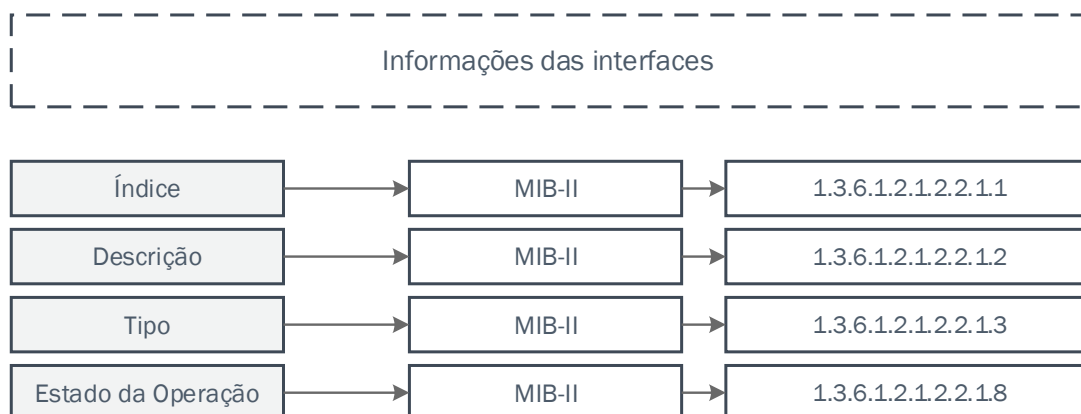 Informações das interfaces
Índice MIB-II 1.3.6.1.2.1.2.2.1.1
Descrição MIB-II 1.3.6.1.2.1.2.2.1.2
Tipo MIB-II 1.3.6.1.2.1.2.2.1.3
Estado da Operação MIB-II 1.3.6.1.2.1.2.2.1.8